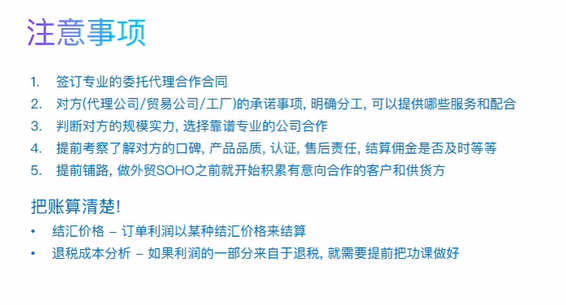 注意事项
1. 签订专业的委托代理合作合同
2. 对方(代理公司/贸易公司/工厂)的承诺事项, 明确分工, 可以提供哪些服务和配合
3. 判断对方的规模实力, 选择靠谱专业的公司合作
4. 提前考察了解对方的口碑, 产品品质, 认证, 售后责任, 结算佣金是否及时等等
5. 提前铺路, 做外贸SOHO之前就开始积累有意向合作的客户和供货方
把账算清楚!
• 结汇价格 – 订单利润以某种结汇价格来结算
• 退税成本分析 – 如果利润的一部分来自于退税, 就需要提前把功课做好